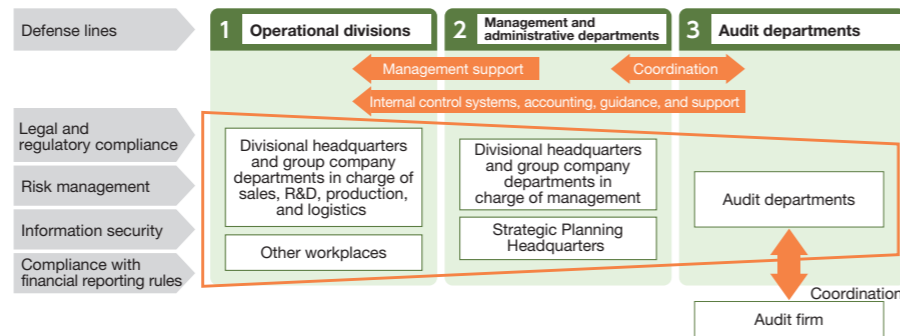 Defense lines
1 Operational divisions
2 Management and
administrative departments
3 Audit departments
Management support
Coordination
Internal control systems, accounting, guidance, and support
Legal and
regulatory compliance
Risk management
Information security
Compliance with
financial reporting rules
Divisional headquarters
and group company
departments in charge of
sales, R&D, production,
and logistics
Other workplaces
Divisional headquarters
and group company
departments in
charge of management
Strategic Planning
Headquarters
Audit departments
Coordination
Audit firm